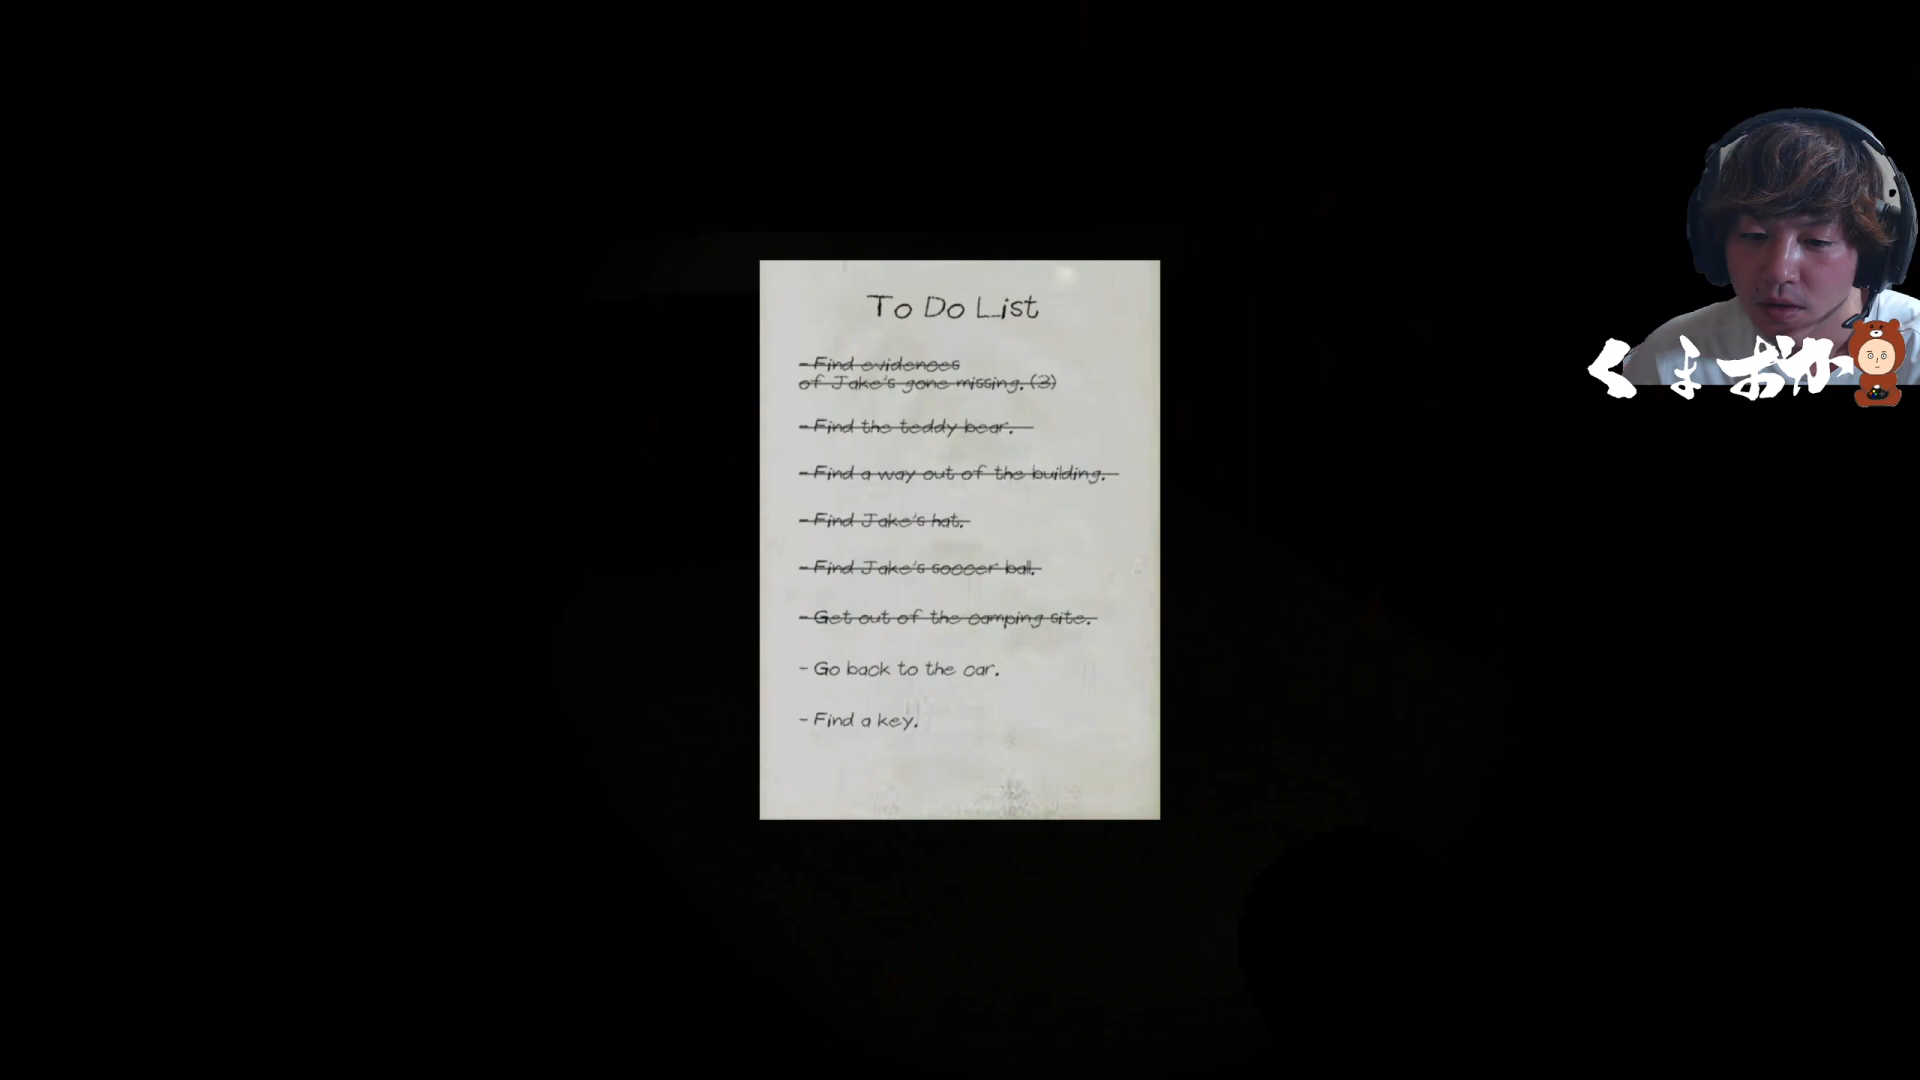 To Do List
- Find evidences
of Jake's gone missing. (3)
- Find the teddy bear.
- Find a way out of the building.
- Find Jake's hat.
- Find Jake's soccer ball.
- Get out of the camping site.
- Go back to the car.
- Find a key.
くまおか